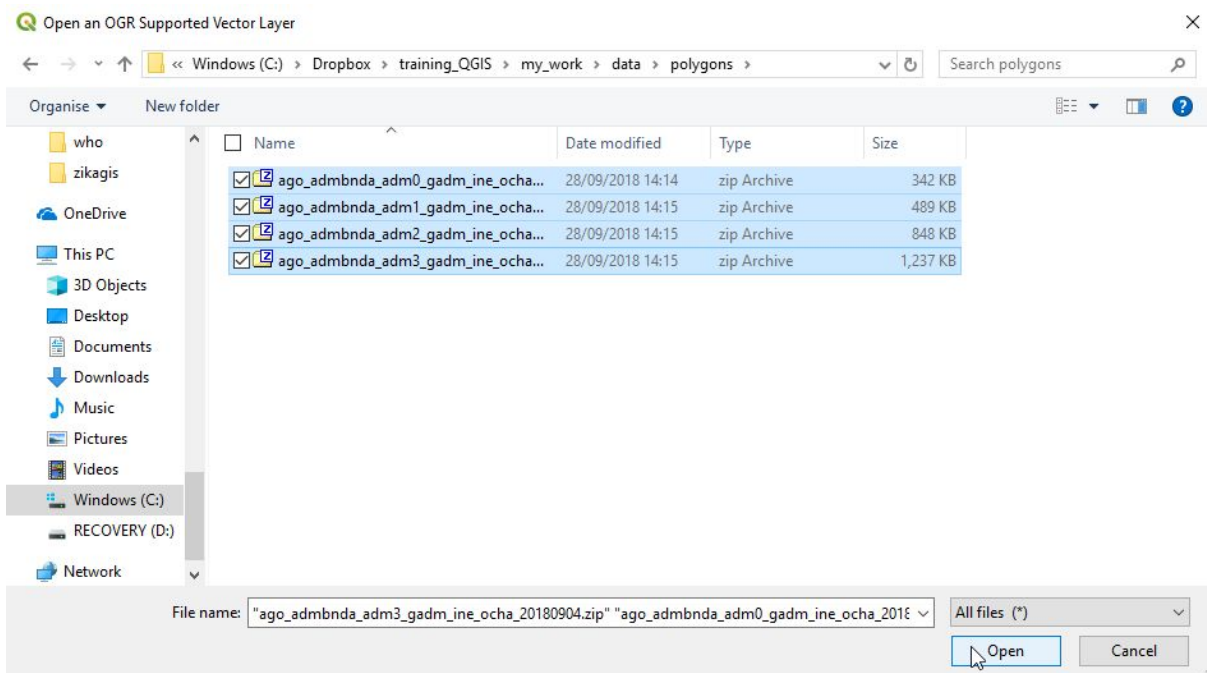 Open an OGR Supported Vector Layer
« Windows (C:) › Dropbox › training_QGIS › my_work › data › polygons ›
Search polygons
Organise
New folder
who
zikagis
OneDrive
This PC
3D Objects
Desktop
Documents
Downloads
Music
Pictures
Videos
Windows (C:)
RECOVERY (D:)
Network
Name Date modified Type Size
ago_admbnda_adm0_gadm_ine_ocha... 28/09/2018 14:14 zip Archive 342 KB
ago_admbnda_adm1_gadm_ine_ocha... 28/09/2018 14:15 zip Archive 489 KB
ago_admbnda_adm2_gadm_ine_ocha... 28/09/2018 14:15 zip Archive 848 KB
ago_admbnda_adm3_gadm_ine_ocha... 28/09/2018 14:15 zip Archive 1,237 KB
File name: "ago_admbnda_adm3_gadm_ine_ocha_20180904.zip" "ago_admbnda_adm0_gadm_ine_ocha_2018
All files (*)
Open
Cancel